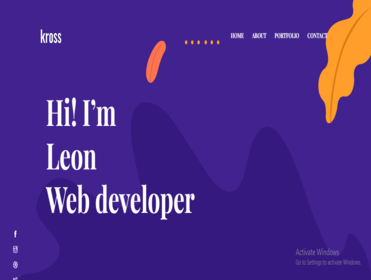 kross
HOME ABOUT PORTFOLIO CONTACT
Hi! I'm
Leon
Web developer
Activate Windows
Go to Settings to activate Windows.